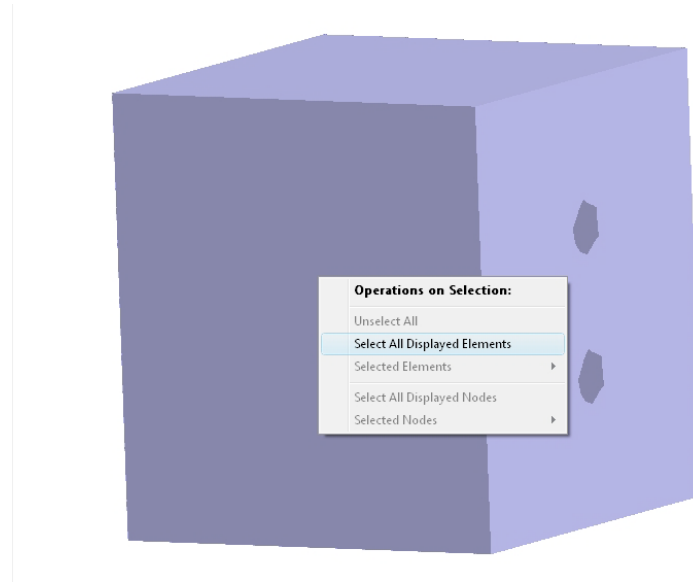 Operations on Selection:
Unselect All
Select All Displayed Elements
Selected Elements
Select All Displayed Nodes
Selected Nodes